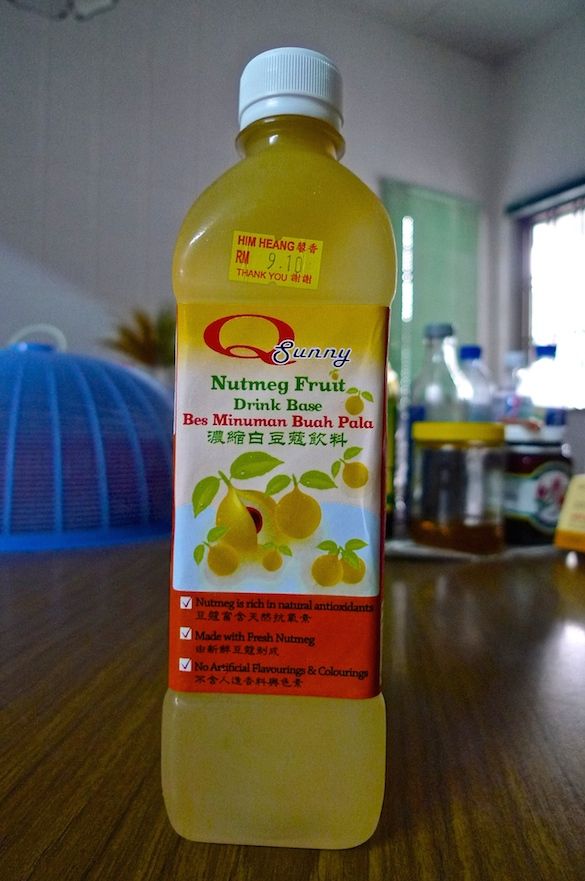 HIM HEANG 馨香
RM 9.10
THANK YOU 謝謝
Q Sunny
Nutmeg Fruit
Drink Base
Bes Minuman Buah Pala
濃縮白豆蔻飲料
Nutmeg is rich in natural antioxidants
豆蔻富含天然抗氧素
Made with Fresh Nutmeg
由新鮮豆蔻制成
No Artificial Flavourings & Colourings
不含人造香料與色素